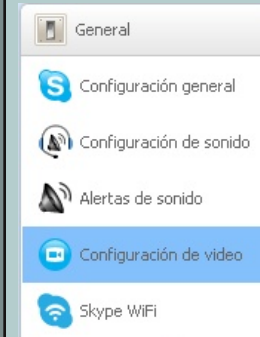 General
Configuración general
Configuración de sonido
Alertas de sonido
Configuración de video
Skype WiFi